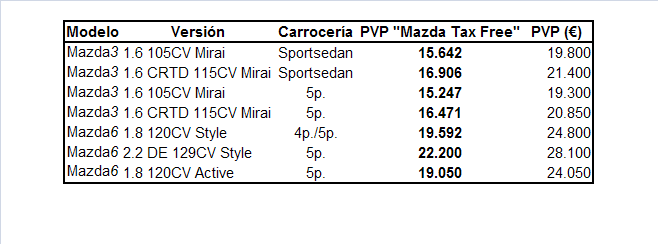 Modelo Versión Carrocería PVP "Mazda Tax Free" PVP (€)
Mazda3 1.6 105CV Mirai Sportsedan 15.642 19.800
Mazda3 1.6 CRTD 115CV Mirai Sportsedan 16.906 21.400
Mazda3 1.6 105CV Mirai 5p. 15.247 19.300
Mazda3 1.6 CRTD 115CV Mirai 5p. 16.471 20.850
Mazda6 1.8 120CV Style 4p./5p. 19.592 24.800
Mazda6 2.2 DE 129CV Style 5p. 22.200 28.100
Mazda6 1.8 120CV Active 5p. 19.050 24.050